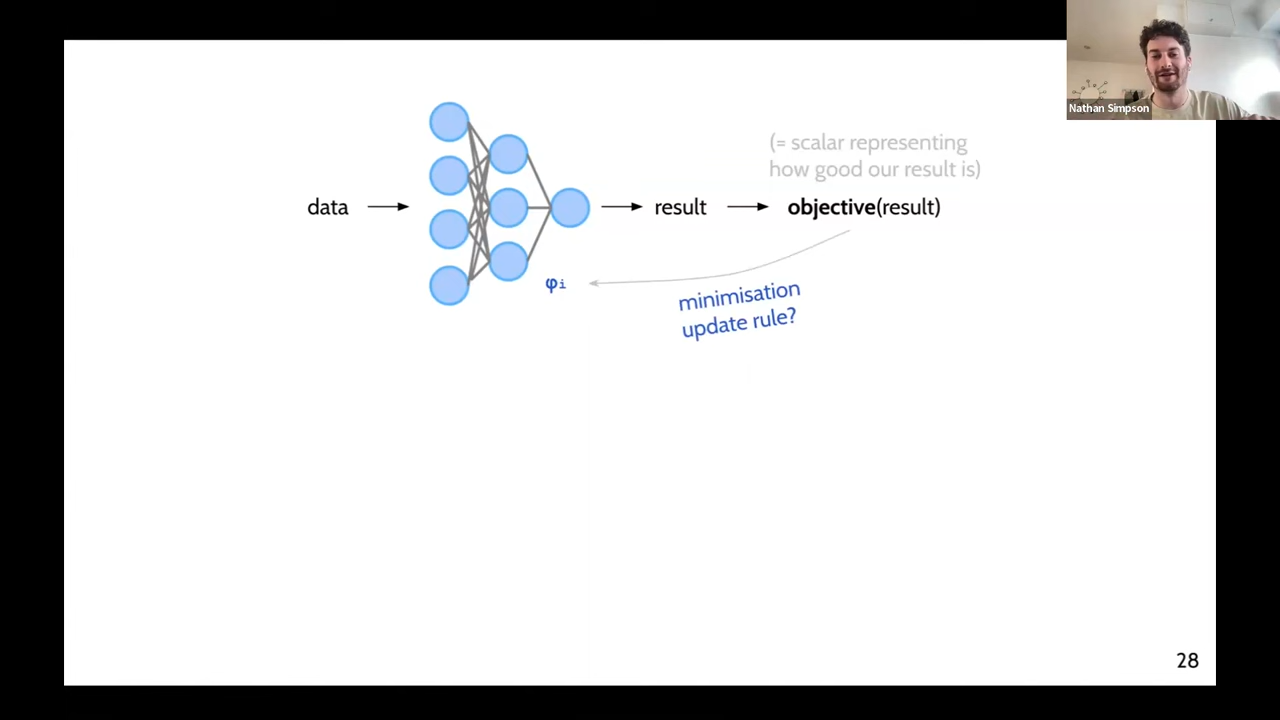 Nathan Simpson
(= scalar representing
how good our result is)
data
result
objective(result)
φi
minimisation
update rule?
28